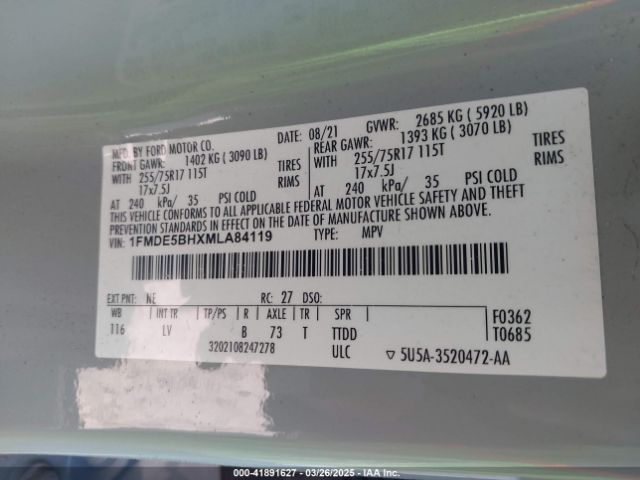 MFD BY FORD MOTOR CO. DATE: 08/21 GVWR: 2685 KG ( 5920 LB)
FRONT GAWR: 1402 KG ( 3090 LB) REAR GAWR: 1393 KG ( 3070 LB)
WITH 255/75R17 115T TIRES WITH 255/75R17 115T TIRES
17x7.5J RIMS 17x7.5J RIMS
AT 240 kPa/ 35 PSI COLD AT 240 kPa/ 35 PSI COLD
THIS VEHICLE CONFORMS TO ALL APPLICABLE FEDERAL MOTOR VEHICLE SAFETY AND THEFT
PREVENTION STANDARDS IN EFFECT ON THE DATE OF MANUFACTURE SHOWN ABOVE.
VIN: 1FMDE5BHXMLA84119 TYPE: MPV
EXT PNT: NE RC: 27 DSO:
WB INT TR TP/PS R AXLE TR SPR F0362
116 LV B 73 T TTDD T0685
3202108247278 ULC 5U5A-3520472-AA
000-41891627 - 03/26/2025 - IAA Inc.